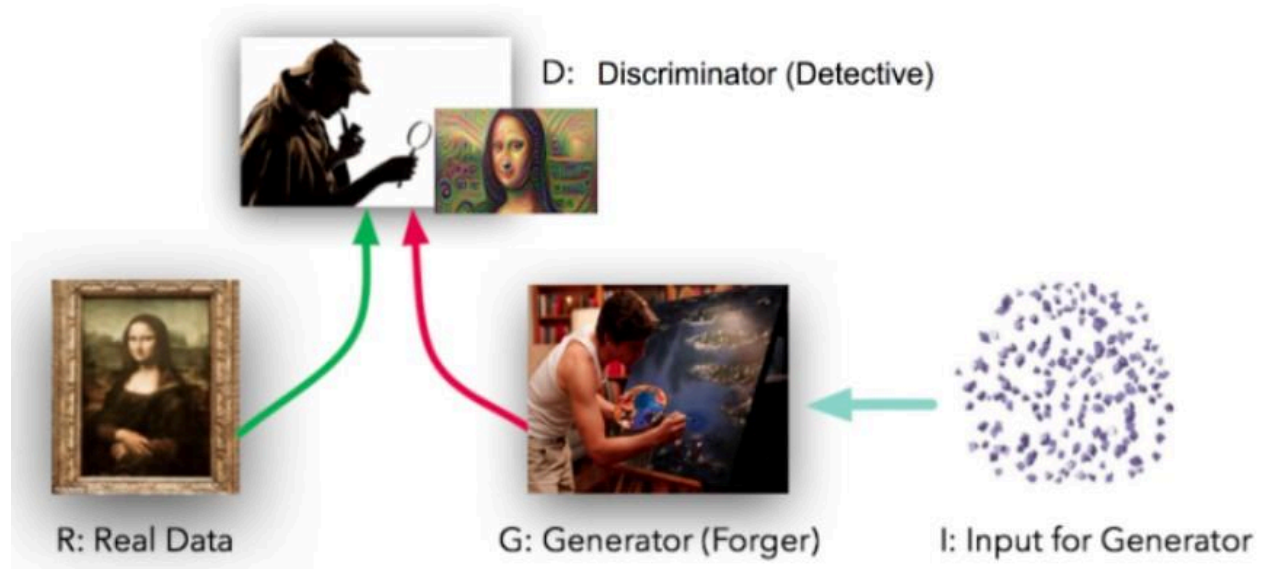 D: Discriminator (Detective)
R: Real Data
G: Generator (Forger)
I: Input for Generator